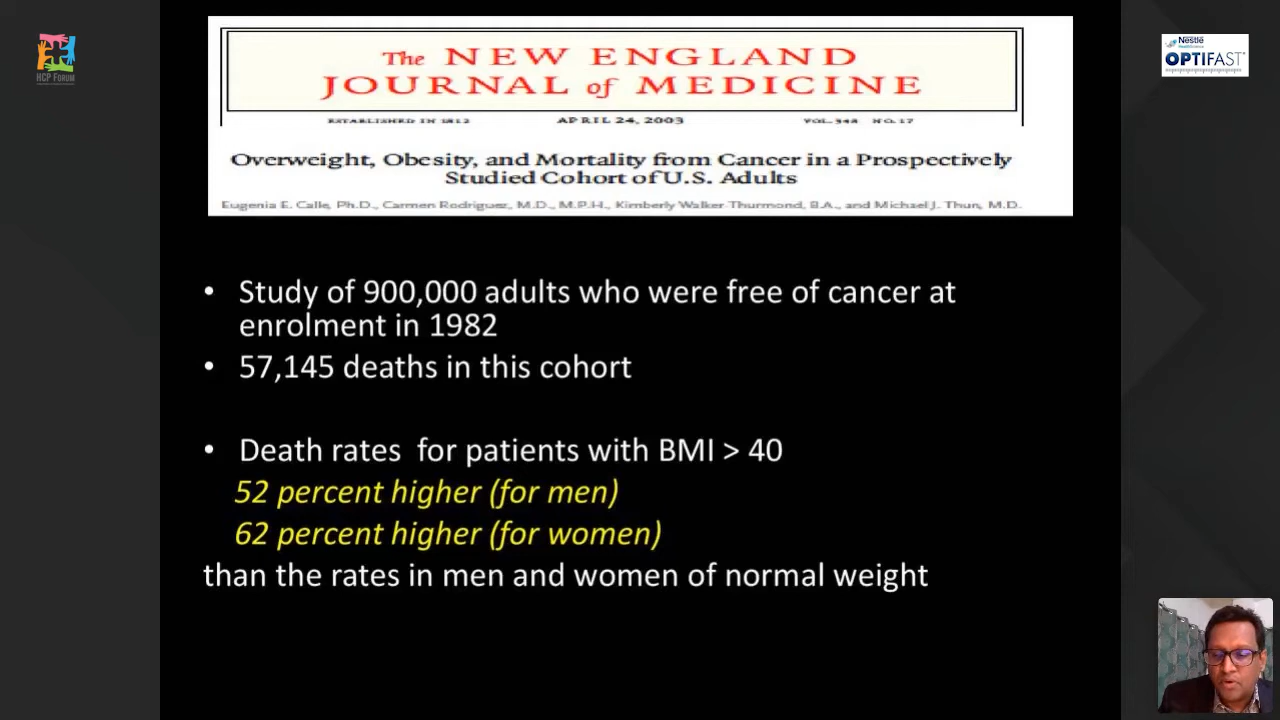 HCP FORUM
Nestlé
HealthScience
OPTIFAST
The NEW ENGLAND
JOURNAL of MEDICINE
ESTABLISHED IN 1812 APRIL 24, 2003 VOL. 348 NO. 17
Overweight, Obesity, and Mortality from Cancer in a Prospectively
Studied Cohort of U.S. Adults
Eugenia E. Calle, Ph.D., Carmen Rodriguez, M.D., M.P.H., Kimberly Walker Thurmond, B.A., and Michael J. Thun, M.D.
• Study of 900,000 adults who were free of cancer at
enrolment in 1982
• 57,145 deaths in this cohort
• Death rates for patients with BMI > 40
52 percent higher (for men)
62 percent higher (for women)
than the rates in men and women of normal weight